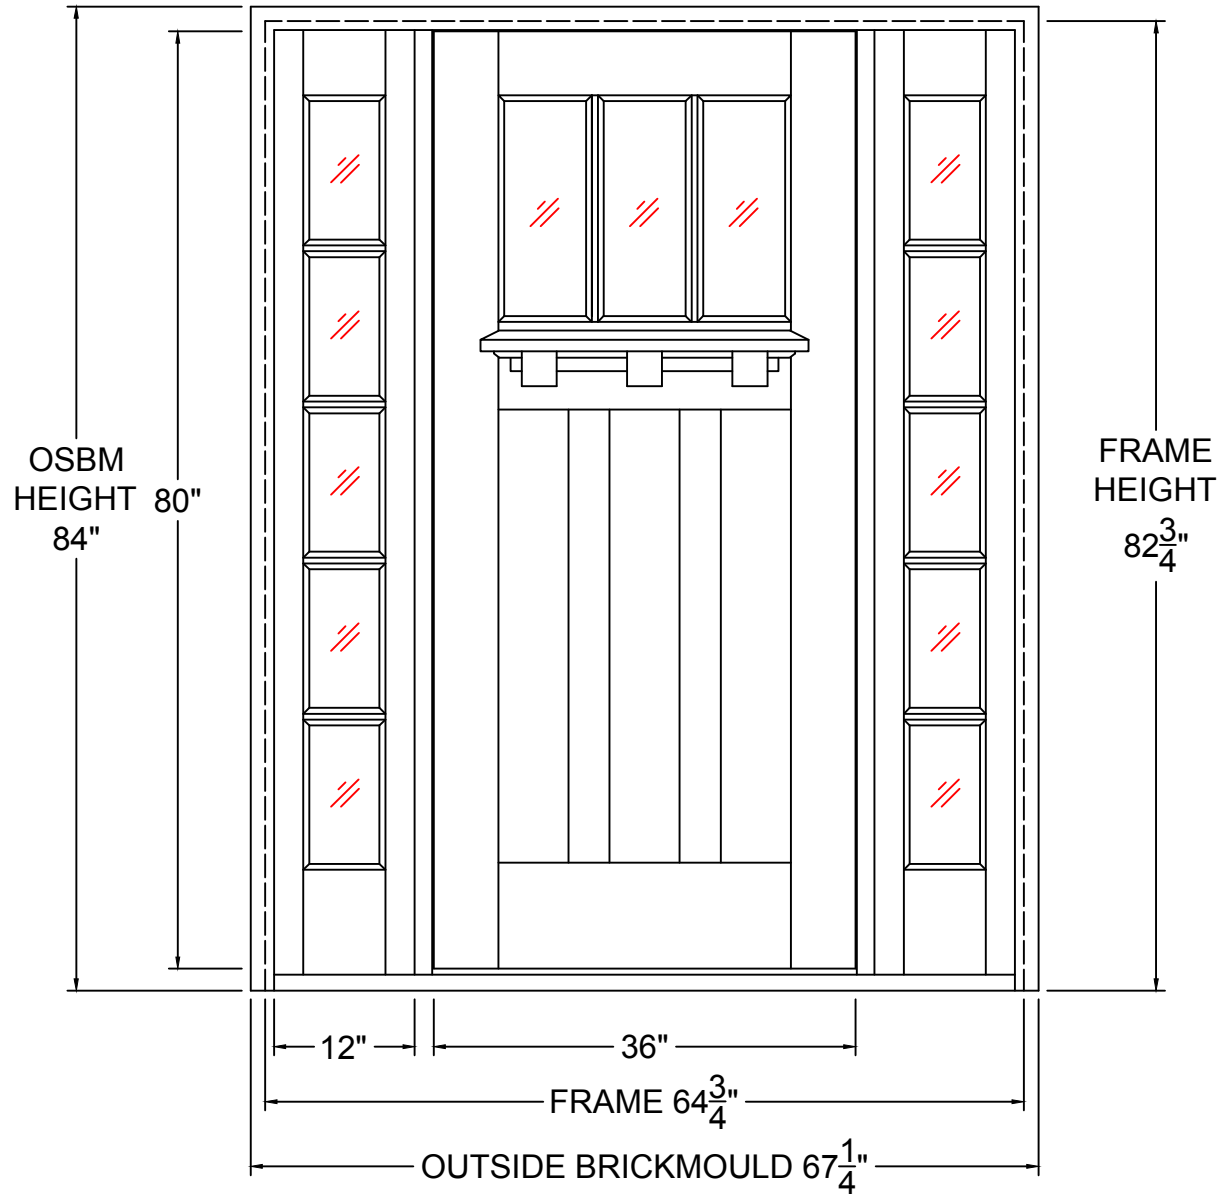 OSBM
HEIGHT
84"
80"
FRAME
HEIGHT
82 3/4"
12"
36"
FRAME 64 3/4"
OUTSIDE BRICKMOULD 67 1/4"